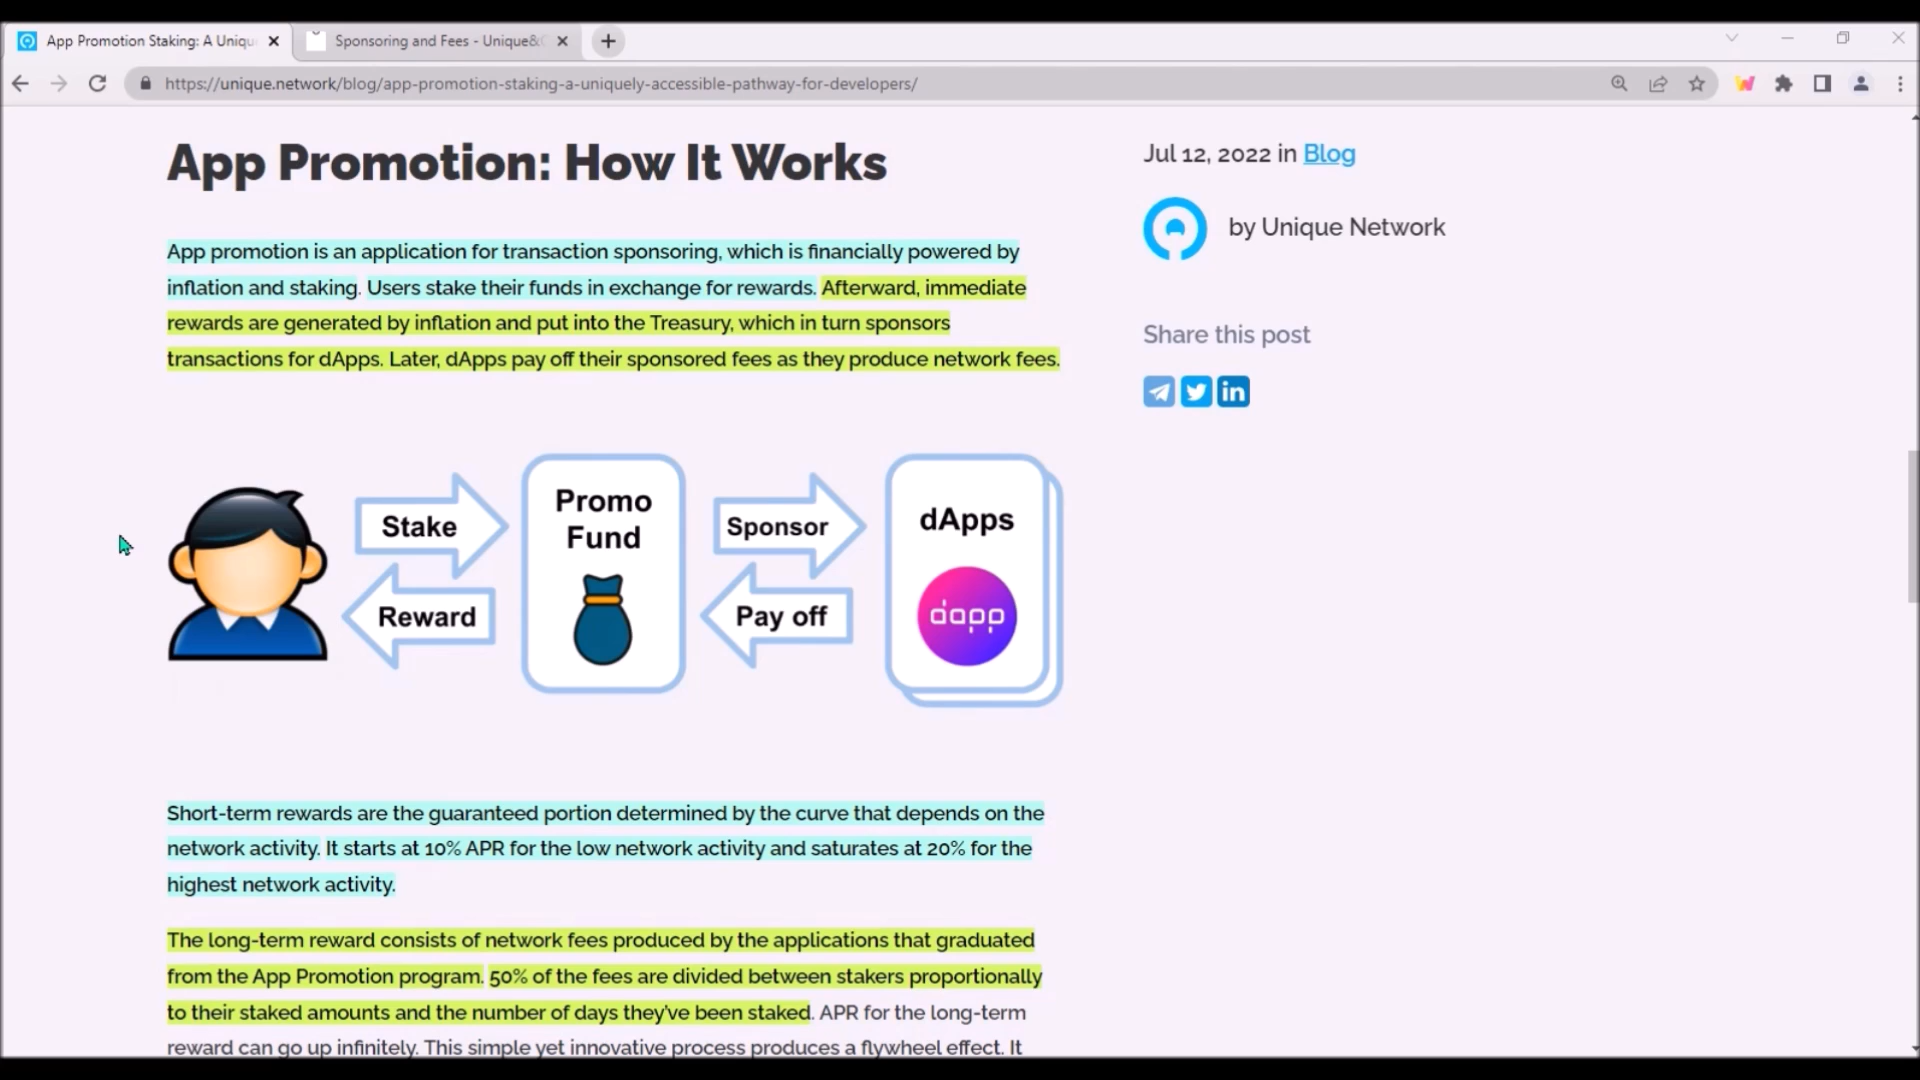 App Promotion Staking: A Uniqu
Sponsoring and Fees - Unique&
https://unique.network/blog/app-promotion-staking-a-uniquely-accessible-pathway-for-developers/
App Promotion: How It Works
App promotion is an application for transaction sponsoring, which is financially powered by
inflation and staking. Users stake their funds in exchange for rewards. Afterward, immediate
rewards are generated by inflation and put into the Treasury, which in turn sponsors
transactions for dApps. Later, dApps pay off their sponsored fees as they produce network fees.
Stake
Reward
Promo
Fund
Sponsor
Pay off
dApps
dapp
Short-term rewards are the guaranteed portion determined by the curve that depends on the
network activity. It starts at 10% APR for the low network activity and saturates at 20% for the
highest network activity.
The long-term reward consists of network fees produced by the applications that graduated
from the App Promotion program. 50% of the fees are divided between stakers proportionally
to their staked amounts and the number of days they've been staked. APR for the long-term
reward can go up infinitely. This simple yet innovative process produces a flywheel effect. It
Jul 12, 2022 in Blog
by Unique Network
Share this post